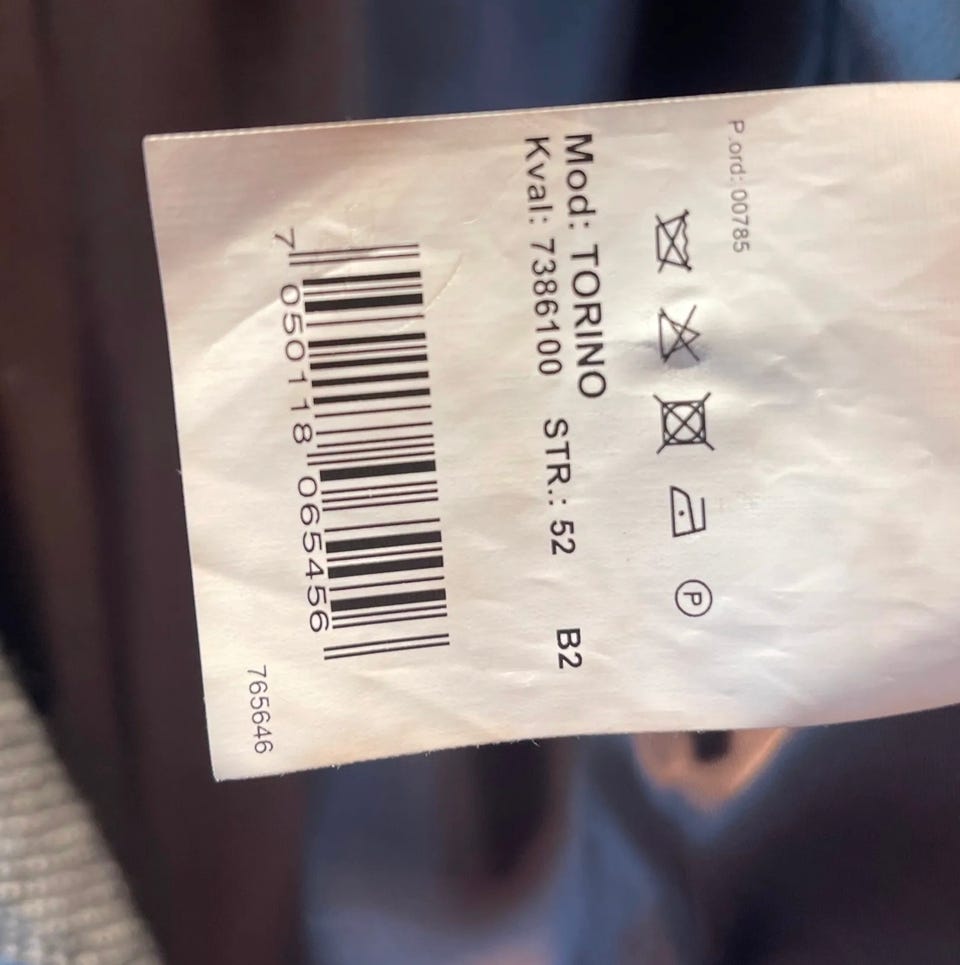 P.ord: 00785
P
Mod: TORINO
Kval: 7386100 STR.: 52 B2
7 050118 065456
765646